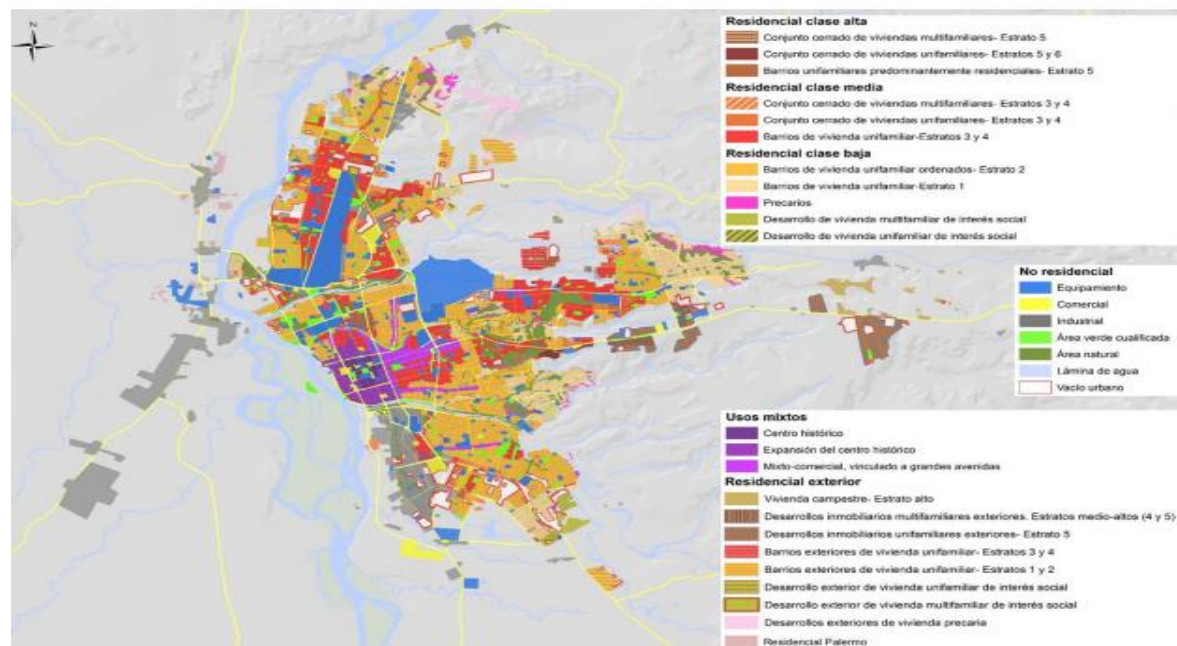 N
Residencial clase alta
Conjunto cerrado de viviendas multifamiliares- Estrato 5
Conjunto cerrado de viviendas unifamiliares- Estratos 5 y 6
Barrios unifamiliares predominantemente residenciales- Estrato 5
Residencial clase media
Conjunto cerrado de viviendas multifamiliares- Estratos 3 y 4
Conjunto cerrado de viviendas unifamiliares- Estratos 3 y 4
Barrios de vivienda unifamiliar-Estratos 3 y 4
Residencial clase baja
Barrios de vivienda unifamiliar ordenados- Estrato 2
Barrios de vivienda unifamiliar-Estrato 1
Precarios
Desarrollo de vivienda multifamiliar de interés social
Desarrollo de vivienda unifamiliar de interés social
No residencial
Equipamiento
Comercial
Industrial
Área verde cualificada
Área natural
Lámina de agua
Vacío urbano
Usos mixtos
Centro histórico
Expansión del centro histórico
Mixto-comercial, vinculado a grandes avenidas
Residencial exterior
Vivienda campestre- Estrato alto
Desarrollos inmobiliarios multifamiliares exteriores. Estratos medio-altos (4 y 5)
Desarrollos inmobiliarios unifamiliares exteriores- Estrato 5
Barrios exteriores de vivienda unifamiliar- Estratos 3 y 4
Barrios exteriores de vivienda unifamiliar- Estratos 1 y 2
Desarrollo exterior de vivienda unifamiliar de interés social
Desarrollo exterior de vivienda multifamiliar de interés social
Desarrollos exteriores de vivienda precaria
Residencial Palermo